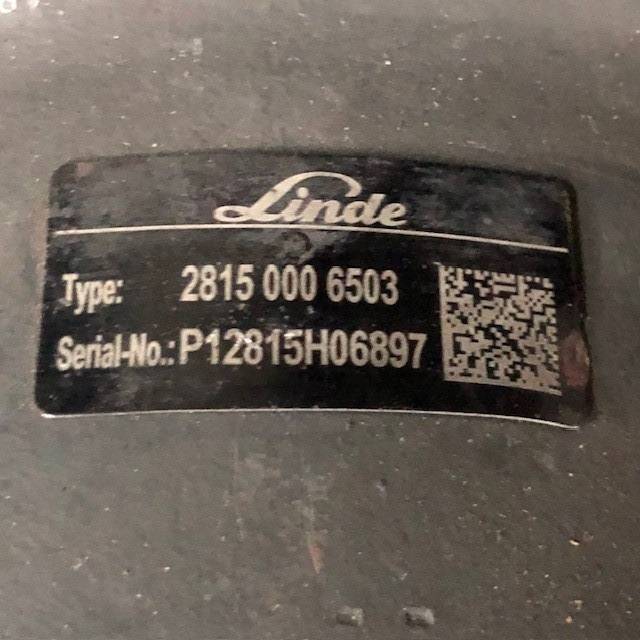 Linde
Type: 2815 000 6503
Serial-No.: P12815H06897